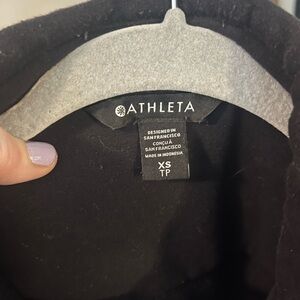 ATHLETA
DESIGNED IN
SAN FRANCISCO
CONÇU À
SAN FRANCISCO
MADE IN INDONESIA
XS
TP